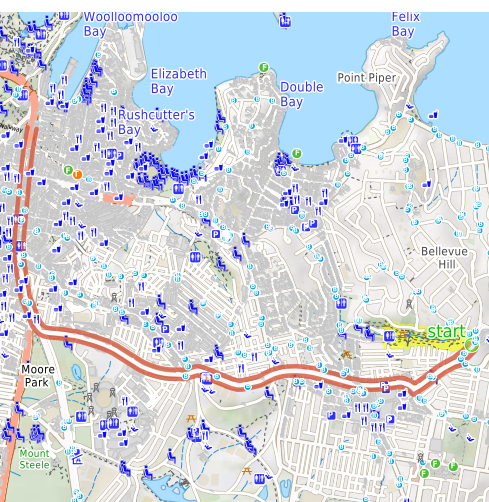 Woolloomooloo
Bay
Felix
Bay
Elizabeth
Bay
Point Piper
Double
Bay
Rushcutter's
Bay
Bellevue
Hill
start
Moore
Park
Mount
Steele